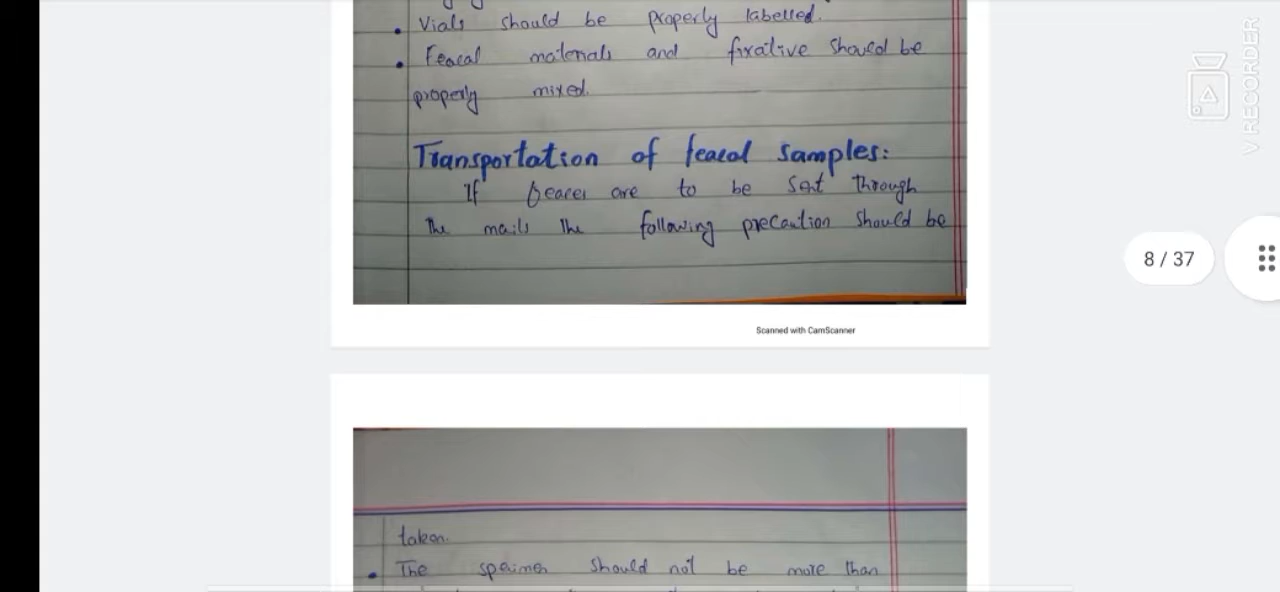 • Vials should be properly labelled.
• Feacal materials and fixative should be
properly mixed.
Transportation of feacal samples:
If feaces are to be sent through
the mails the following precaution should be
Scanned with CamScanner
8 / 37
V RECORDER
taken.
• The speimen should not be more than